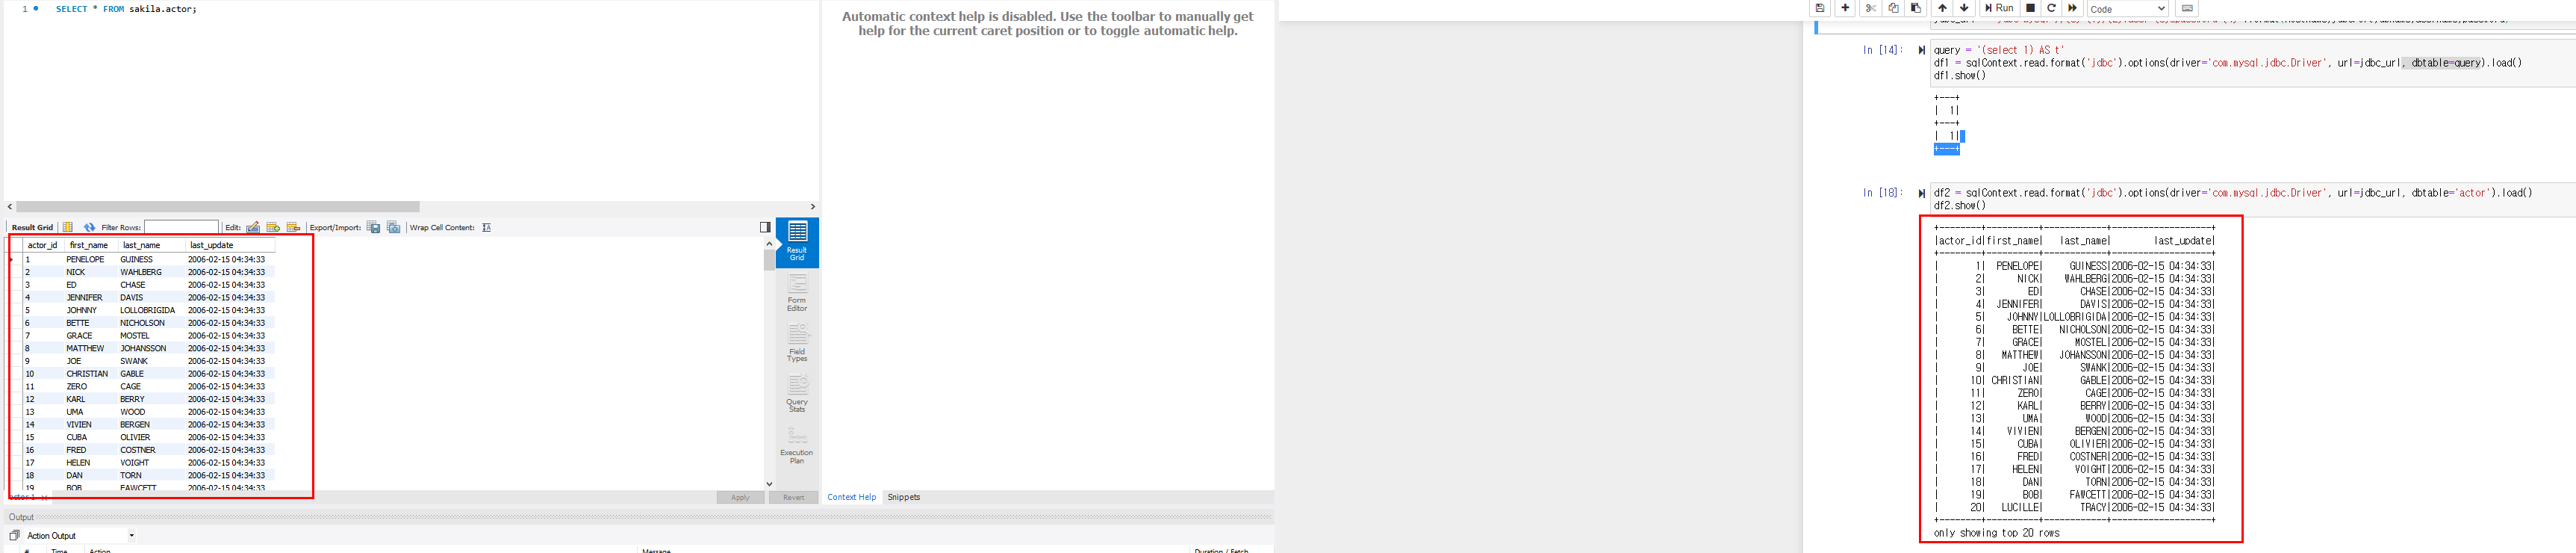 1 SELECT * FROM sakila.actor;
Automatic context help is disabled. Use the toolbar to manually get
help for the current caret position or to toggle automatic help.
Result Grid Filter Rows: Edit: Export/Import: Wrap Cell Content:
actor_id first_name last_name last_update
1 PENELOPE GUINESS 2006-02-15 04:34:33
2 NICK WAHLBERG 2006-02-15 04:34:33
3 ED CHASE 2006-02-15 04:34:33
4 JENNIFER DAVIS 2006-02-15 04:34:33
5 JOHNNY LOLLOBRIGIDA 2006-02-15 04:34:33
6 BETTE NICHOLSON 2006-02-15 04:34:33
7 GRACE MOSTEL 2006-02-15 04:34:33
8 MATTHEW JOHANSSON 2006-02-15 04:34:33
9 JOE SWANK 2006-02-15 04:34:33
10 CHRISTIAN GABLE 2006-02-15 04:34:33
11 ZERO CAGE 2006-02-15 04:34:33
12 KARL BERRY 2006-02-15 04:34:33
13 UMA WOOD 2006-02-15 04:34:33
14 VIVIEN BERGEN 2006-02-15 04:34:33
15 CUBA OLIVIER 2006-02-15 04:34:33
16 FRED COSTNER 2006-02-15 04:34:33
17 HELEN VOIGHT 2006-02-15 04:34:33
18 DAN TORN 2006-02-15 04:34:33
19 BOB FAWCETT 2006-02-15 04:34:33
Result
Grid
Form
Editor
Field
Types
Query
Stats
Execution
Plan
Apply Revert
Context Help Snippets
Output
Action Output
# Time Action Message Duration / Fetch
Run Code
In [14]: query = '(select 1) AS t'
df1 = sqlContext.read.format('jdbc').options(driver='com.mysql.jdbc.Driver', url=jdbc_url, dbtable=query).load()
df1.show()
+---+
| 1|
+---+
| 1|
+---+
In [18]: df2 = sqlContext.read.format('jdbc').options(driver='com.mysql.jdbc.Driver', url=jdbc_url, dbtable='actor').load()
df2.show()
+--------+----------+------------+-------------------+
|actor_id|first_name| last_name| last_update|
+--------+----------+------------+-------------------+
| 1| PENELOPE| GUINESS|2006-02-15 04:34:33|
| 2| NICK| WAHLBERG|2006-02-15 04:34:33|
| 3| ED| CHASE|2006-02-15 04:34:33|
| 4| JENNIFER| DAVIS|2006-02-15 04:34:33|
| 5| JOHNNY|LOLLOBRIGIDA|2006-02-15 04:34:33|
| 6| BETTE| NICHOLSON|2006-02-15 04:34:33|
| 7| GRACE| MOSTEL|2006-02-15 04:34:33|
| 8| MATTHEW| JOHANSSON|2006-02-15 04:34:33|
| 9| JOE| SWANK|2006-02-15 04:34:33|
| 10| CHRISTIAN| GABLE|2006-02-15 04:34:33|
| 11| ZERO| CAGE|2006-02-15 04:34:33|
| 12| KARL| BERRY|2006-02-15 04:34:33|
| 13| UMA| WOOD|2006-02-15 04:34:33|
| 14| VIVIEN| BERGEN|2006-02-15 04:34:33|
| 15| CUBA| OLIVIER|2006-02-15 04:34:33|
| 16| FRED| COSTNER|2006-02-15 04:34:33|
| 17| HELEN| VOIGHT|2006-02-15 04:34:33|
| 18| DAN| TORN|2006-02-15 04:34:33|
| 19| BOB| FAWCETT|2006-02-15 04:34:33|
| 20| LUCILLE| TRACY|2006-02-15 04:34:33|
+--------+----------+------------+-------------------+
only showing top 20 rows